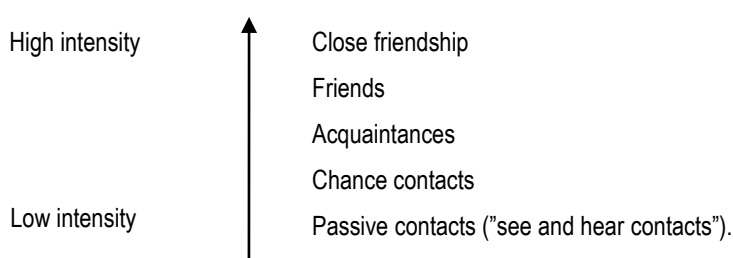 High intensity Close friendship
Friends
Acquaintances
Chance contacts
Low intensity Passive contacts (”see and hear contacts”).